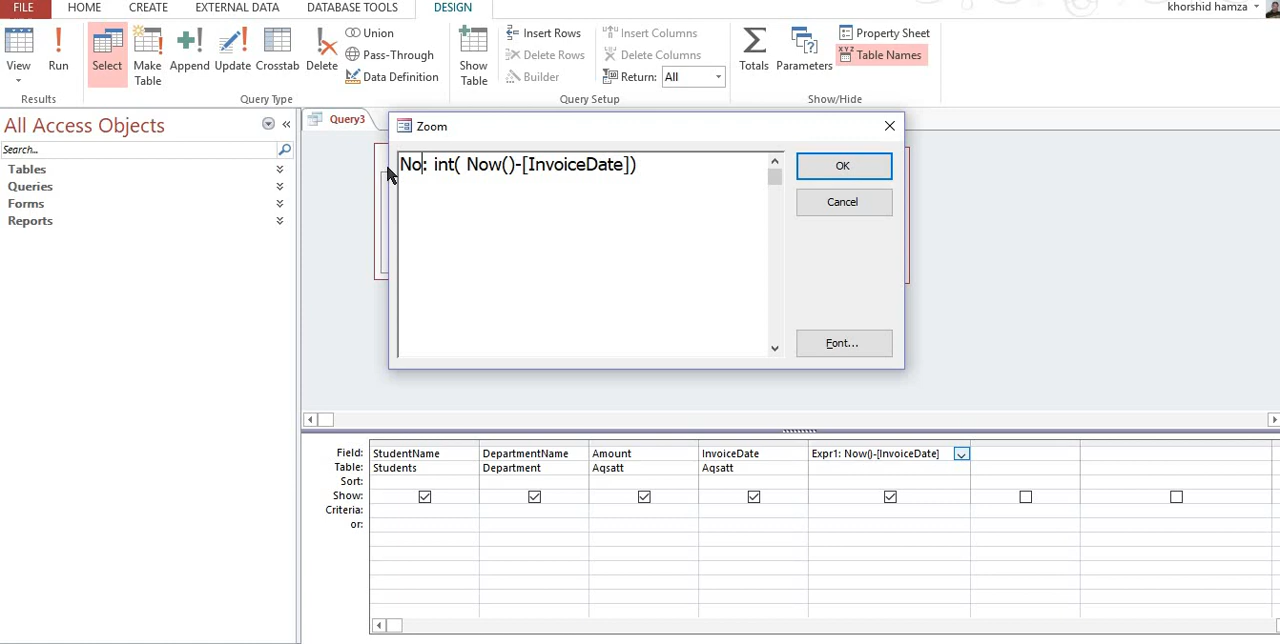 FILE HOME CREATE EXTERNAL DATA DATABASE TOOLS DESIGN khorshid hamza
View Run Select Make Table Append Update Crosstab Delete
Union
Pass-Through
Data Definition
Show Table
Insert Rows
Delete Rows
Builder
Insert Columns
Delete Columns
Return: All
Totals Parameters
Property Sheet
Table Names
Results Query Type Query Setup Show/Hide
All Access Objects
Search...
Tables
Queries
Forms
Reports
Query3
Zoom
No: int( Now()-[InvoiceDate])
OK
Cancel
Font...
Field: StudentName DepartmentName Amount InvoiceDate Expr1: Now()-[InvoiceDate]
Table: Students Department Aqsatt Aqsatt
Sort:
Show:
Criteria:
or: